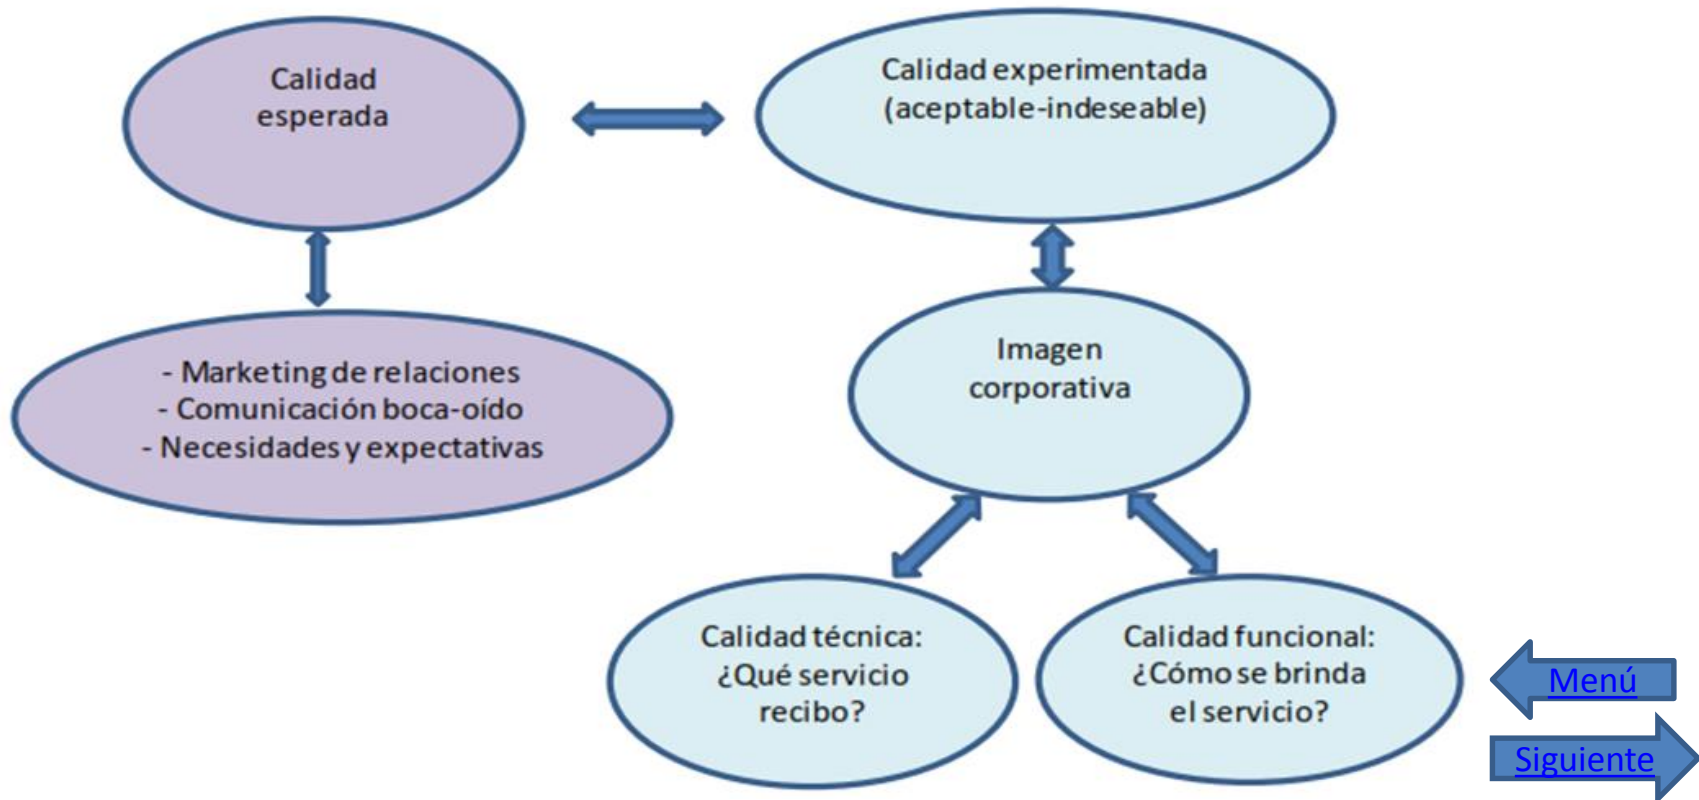 Calidad
esperada
Calidad experimentada
(aceptable-indeseable)
- Marketing de relaciones
- Comunicación boca-oído
- Necesidades y expectativas
Imagen
corporativa
Calidad técnica:
¿Qué servicio
recibo?
Calidad funcional:
¿Cómo se brinda
el servicio?
Menú
Siguiente